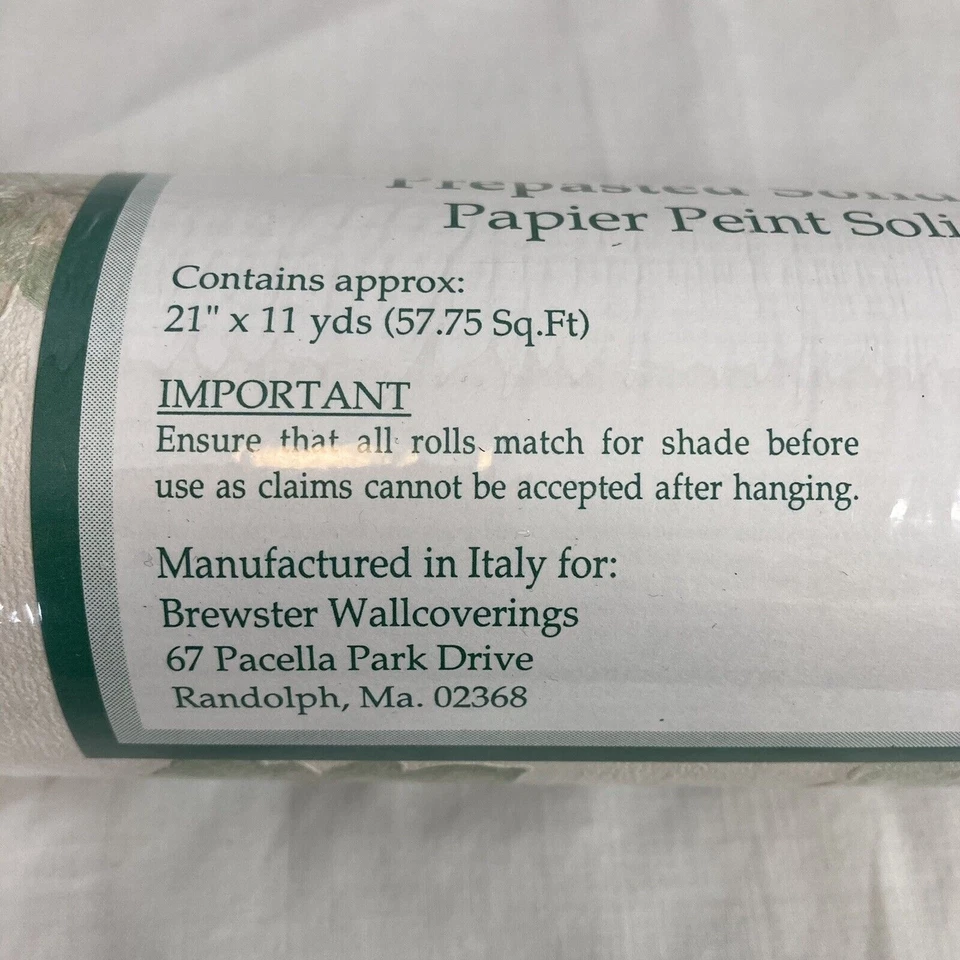 Prepasted
Papier Peint
Contains approx:
21" x 11 yds (57.75 Sq.Ft)
IMPORTANT
Ensure that all rolls match for shade before
use as claims cannot be accepted after hanging.
Manufactured in Italy for:
Brewster Wallcoverings
67 Pacella Park Drive
Randolph, Ma. 02368